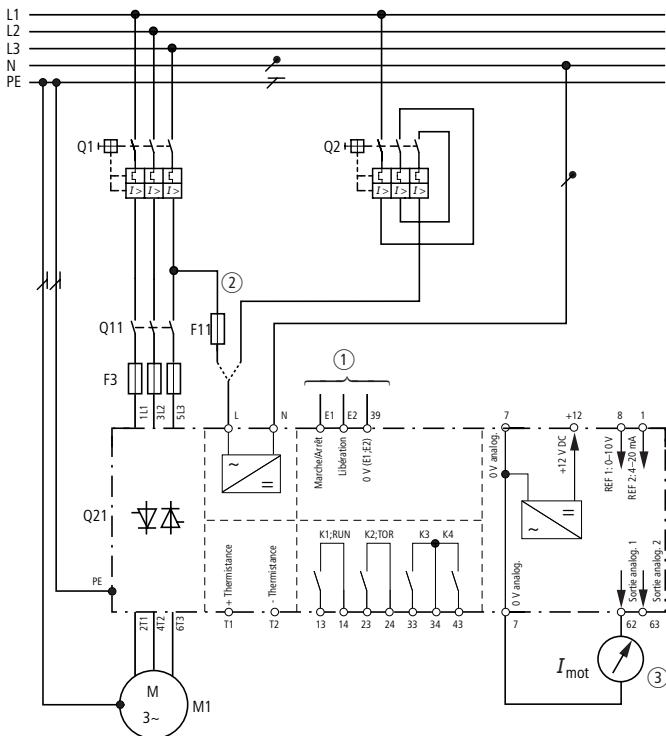 L1
L2
L3
N
PE
Q1
Q2
I> I> I>
I> I> I>
2
Q11
F11
1
F3
1L1
3L2
5L3
L
N
E1
E2
39
7
+12
8
1
Marche/Arrêt
Libération
0 V (E1;E2)
0 V analog.
+12 V DC
REF 1: 0–10 V
REF 2: 4–20 mA
~
=
=
~
Q21
PE
+ Thermistance
- Thermistance
K1;RUN
K2;TOR
K3
K4
0 V analog.
Sortie analog. 1
Sortie analog. 2
2T1
4T2
6T3
T1
T2
13
14
23
24
33
34
43
7
62
63
M
3~
M1
I mot
3